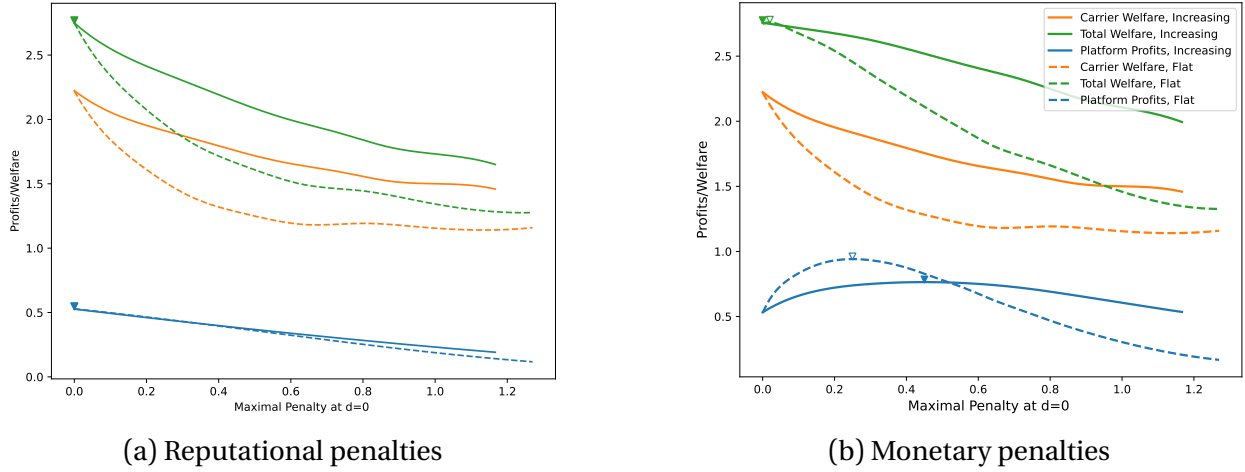 2.5
2.0
1.5
1.0
0.5
0.0
Profits/Welfare
0.0 0.2 0.4 0.6 0.8 1.0 1.2
Maximal Penalty at d=0
(a) Reputational penalties
Carrier Welfare, Increasing
Total Welfare, Increasing
Platform Profits, Increasing
Carrier Welfare, Flat
Total Welfare, Flat
Platform Profits, Flat
2.5
2.0
1.5
1.0
0.5
Profits/Welfare
0.0 0.2 0.4 0.6 0.8 1.0 1.2
Maximal Penalty at d=0
(b) Monetary penalties